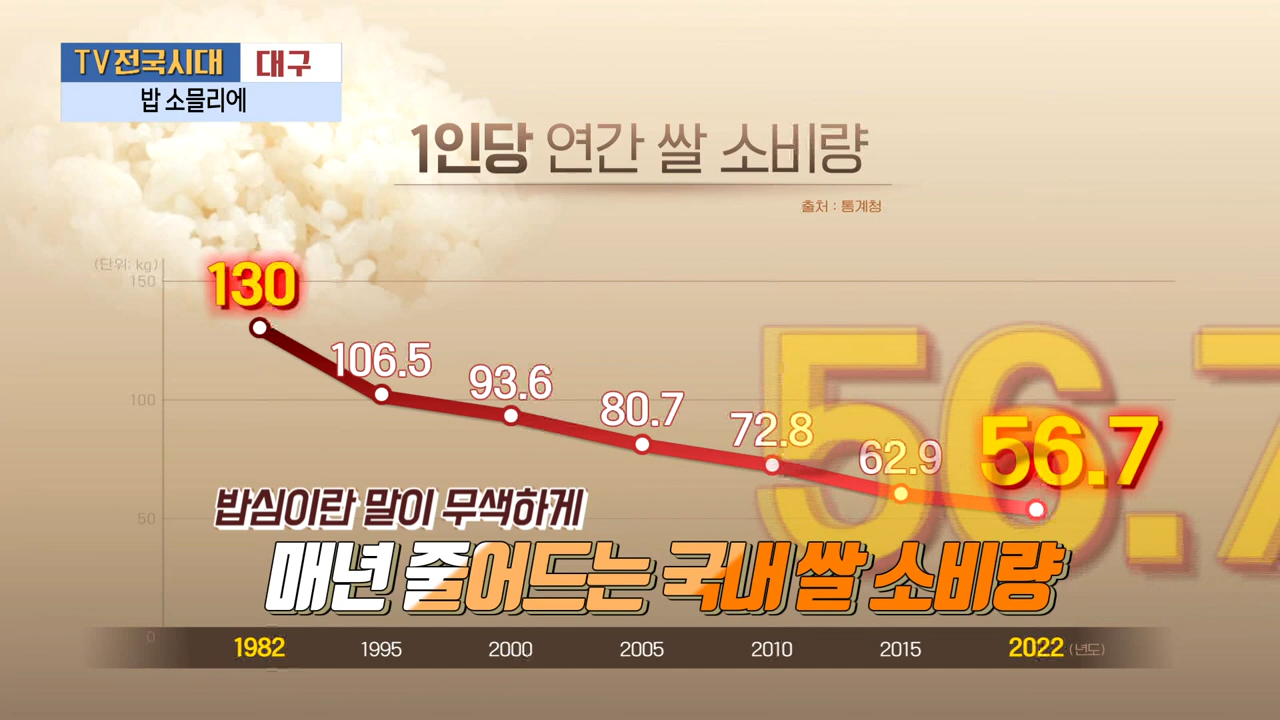 TV전국시대 대구
밥 소믈리에
1인당 연간 쌀 소비량
출처 : 통계청
(단위: kg)
150
100
50
0
130
106.5
93.6
80.7
72.8
62.9
56.7
56.7
밥심이란 말이 무색하게
매년 줄어드는 국내 쌀 소비량
1982 1995 2000 2005 2010 2015 2022 (년도)